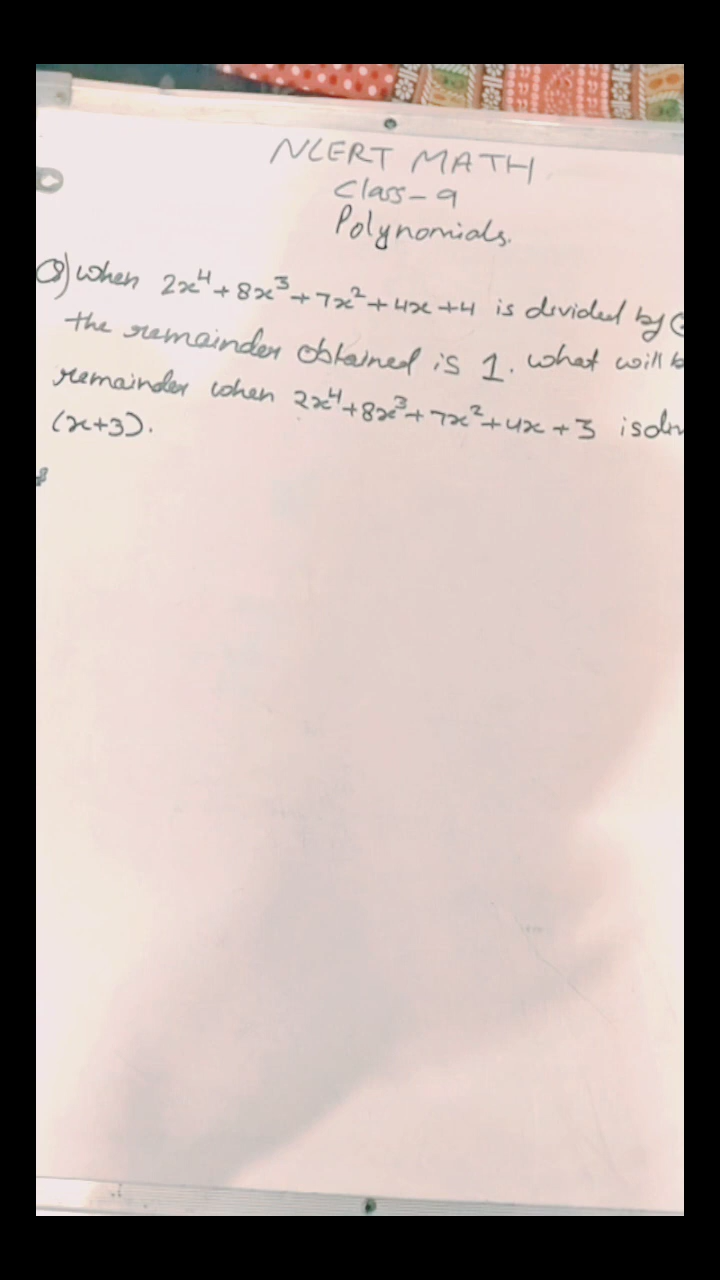 NCERT MATH
Class-9
Polynomials.
Q) When 2x⁴+8x³+7x²+4x+4 is divided by (
the remainder obtained is 1. What will b
remainder when 2x⁴+8x³+7x²+4x+3 is div
(x+3).